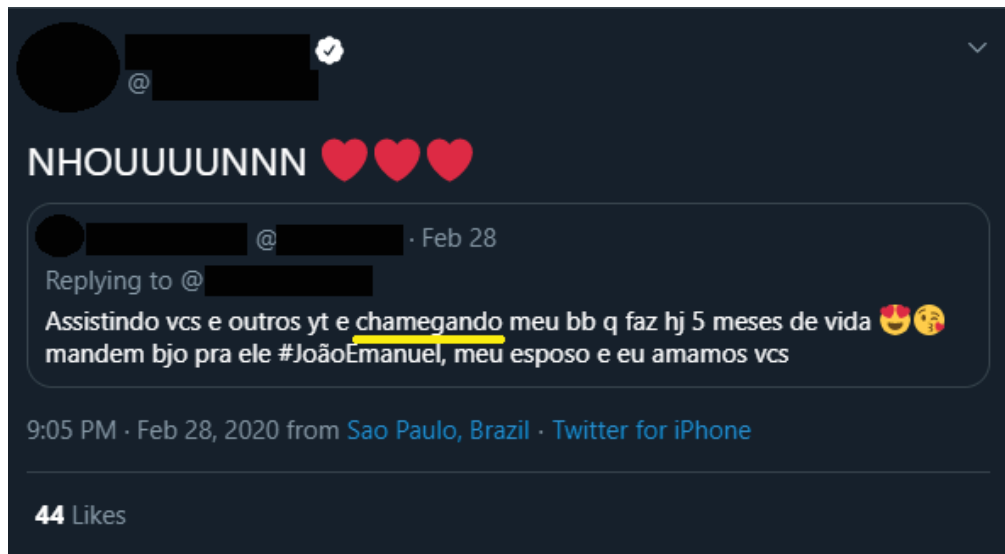 @
NHOUUUUNNN ❤❤❤
@ · Feb 28
Replying to @
Assistindo vcs e outros yt e chamegando meu bb q faz hj 5 meses de vida 😍😘
mandem bjo pra ele #JoãoEmanuel, meu esposo e eu amamos vcs
9:05 PM · Feb 28, 2020 from Sao Paulo, Brazil · Twitter for iPhone
44 Likes